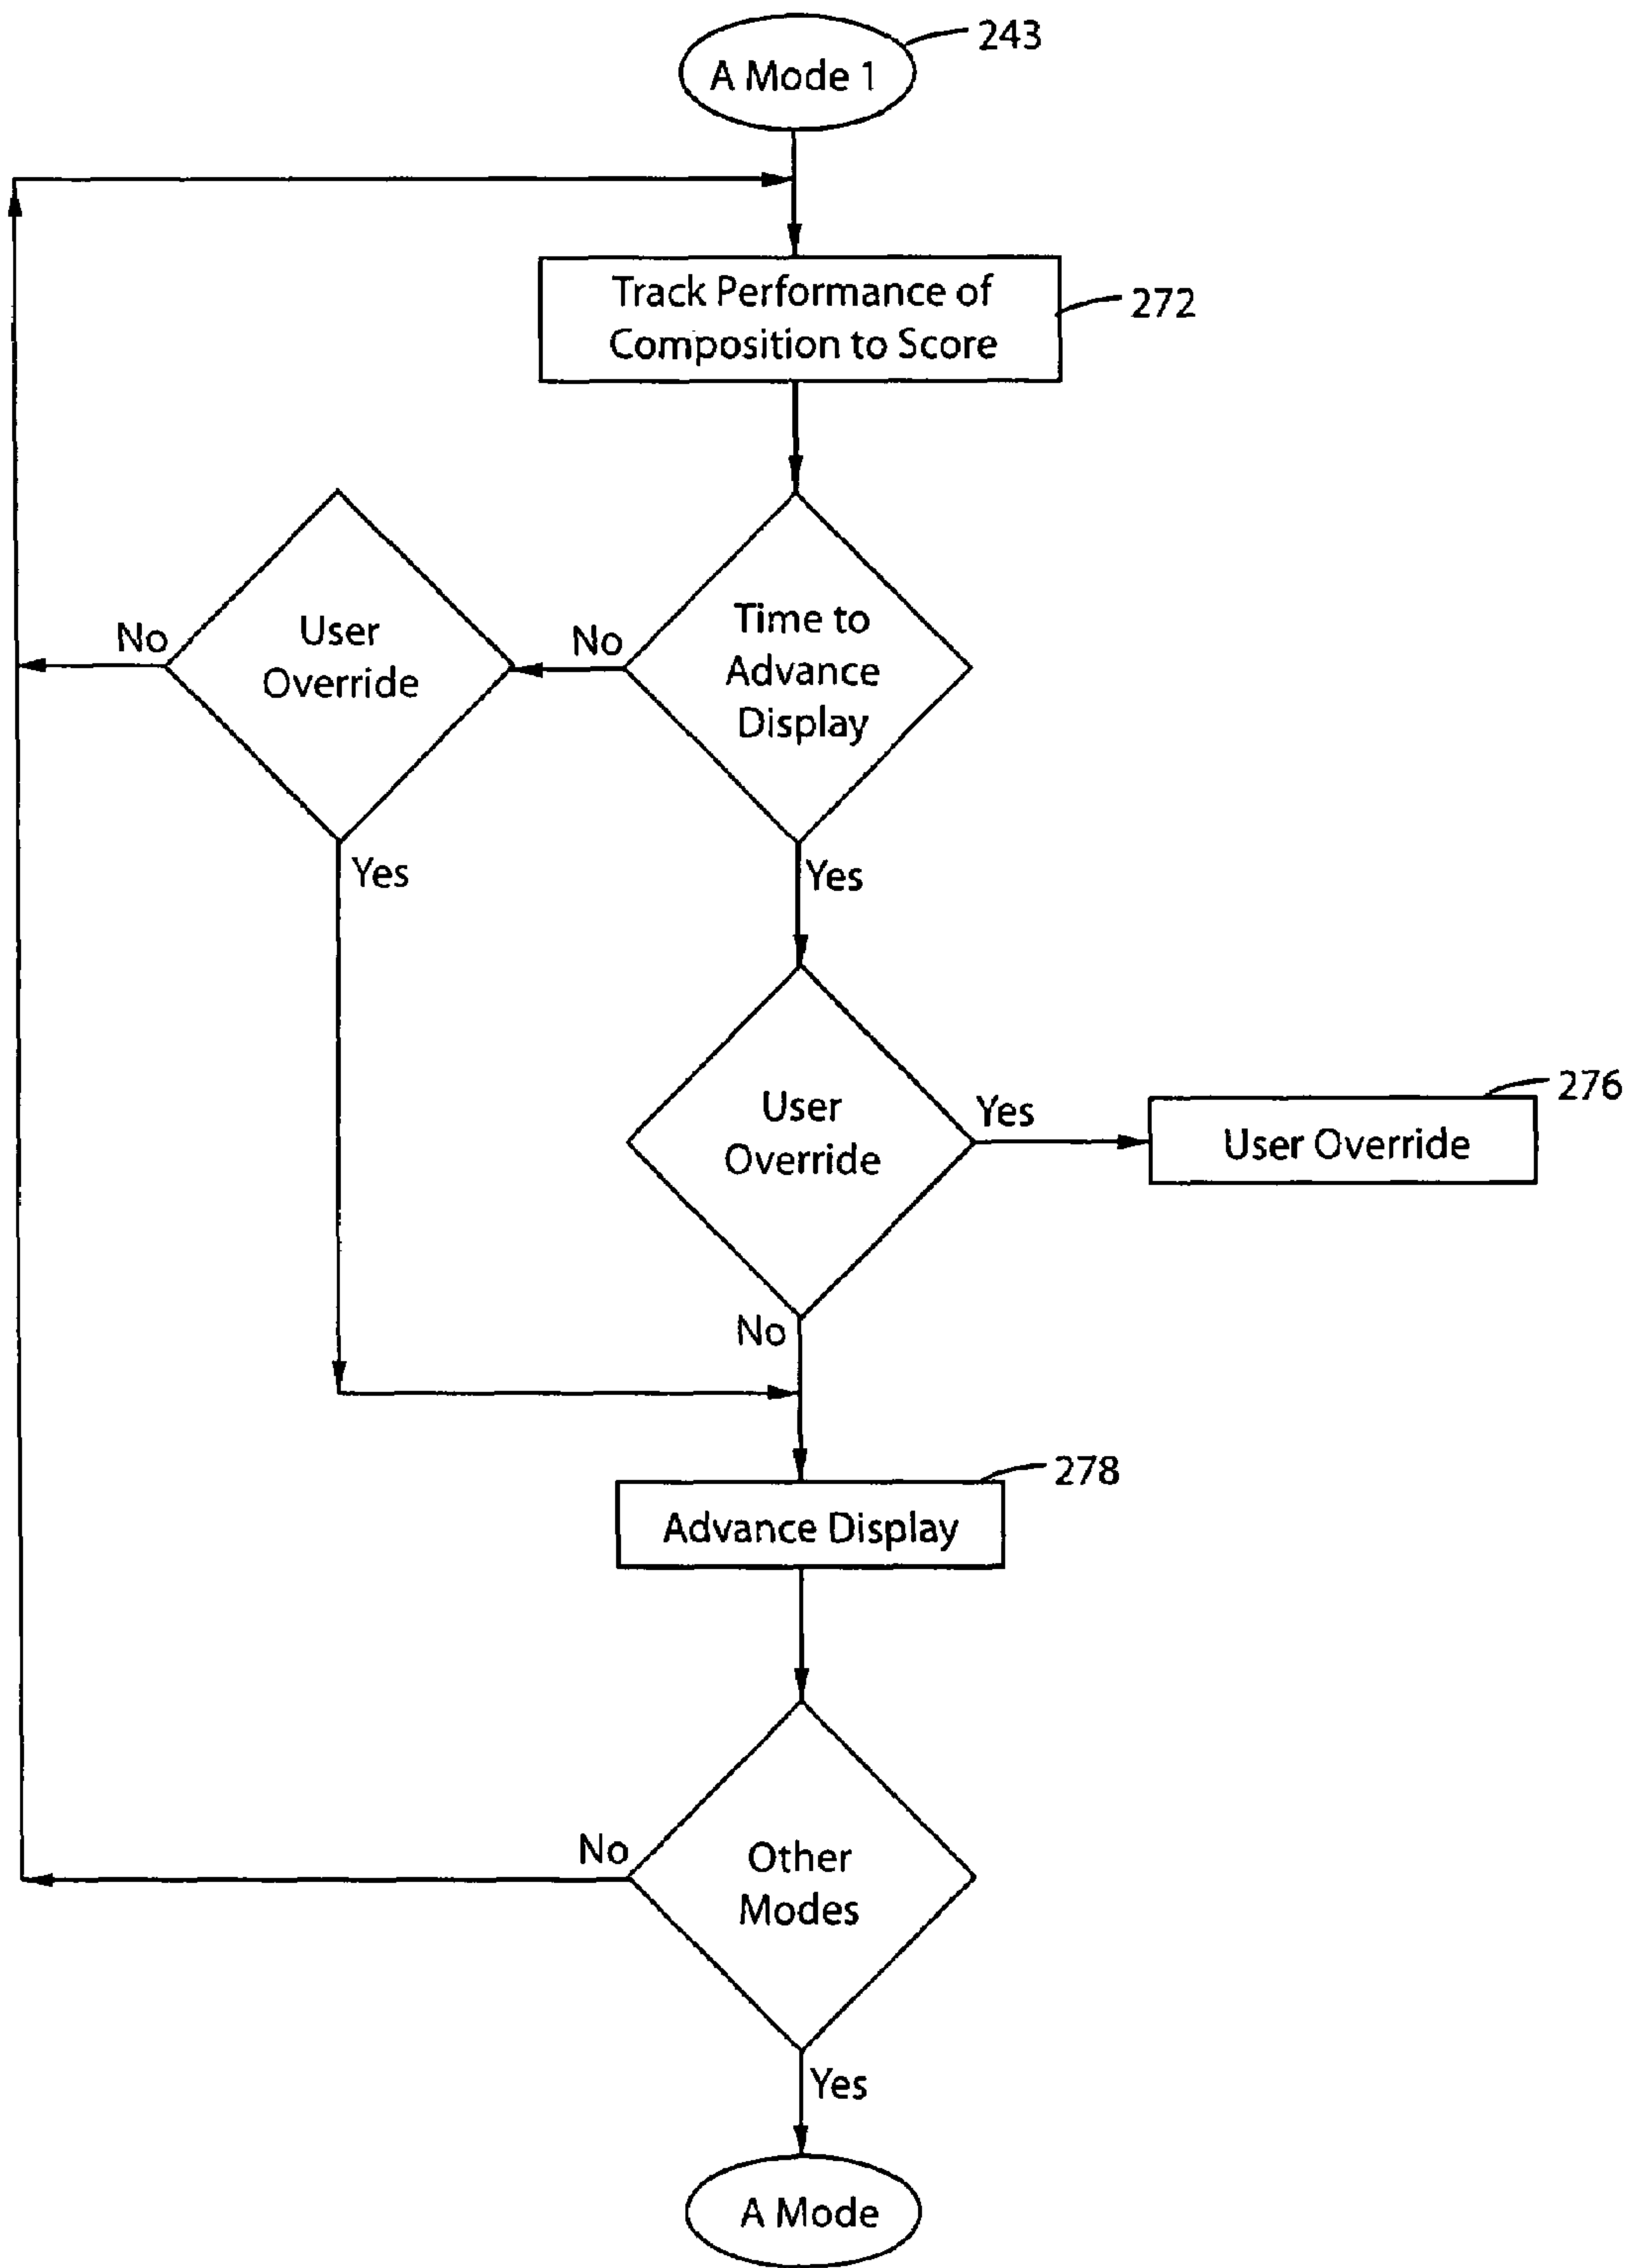 243
A Mode 1
Track Performance of
Composition to Score
272
Time to
Advance
Display
No
User
Override
No
Yes
Yes
User
Override
Yes
User Override
276
No
278
Advance Display
Other
Modes
No
Yes
A Mode